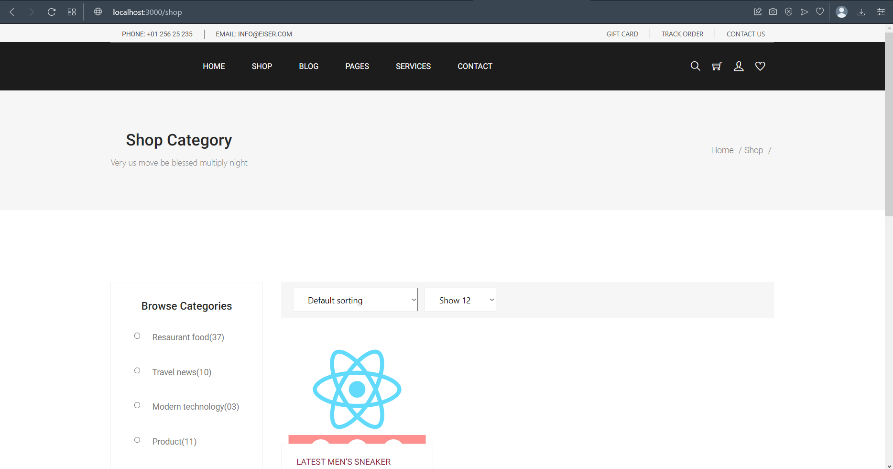 localhost:3000/shop
PHONE: +01 256 25 235
EMAIL: INFO@EISER.COM
GIFT CARD
TRACK ORDER
CONTACT US
HOME
SHOP
BLOG
PAGES
SERVICES
CONTACT
Shop Category
Very us move be blessed multiply night
Home / Shop /
Browse Categories
Default sorting
Show 12
Resaurant food(37)
Travel news(10)
Modern technology(03)
Product(11)
LATEST MEN'S SNEAKER